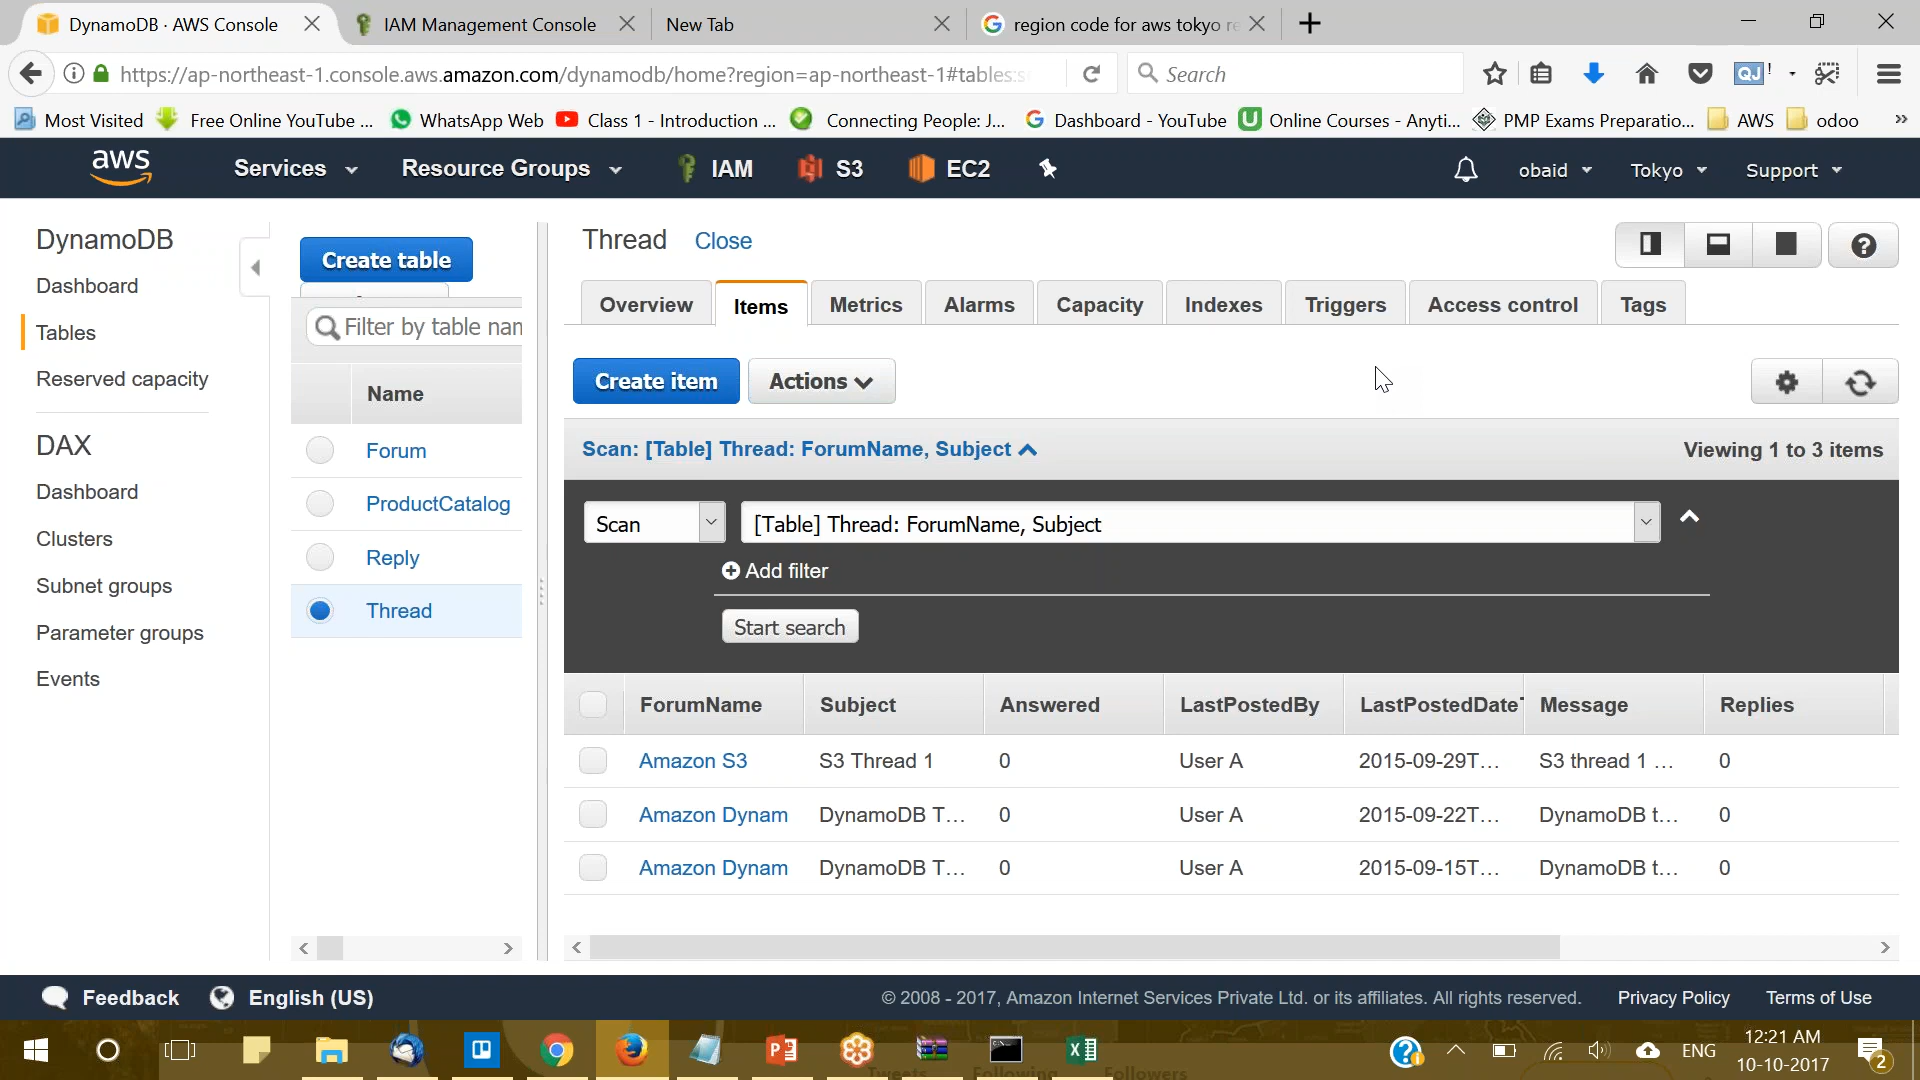 DynamoDB · AWS Console
IAM Management Console
New Tab
region code for aws tokyo re
https://ap-northeast-1.console.aws.amazon.com/dynamodb/home?region=ap-northeast-1#tables:s
Search
QJ !
Most Visited
Free Online YouTube ...
WhatsApp Web
Class 1 - Introduction ...
Connecting People: J...
Dashboard - YouTube
Online Courses - Anyti...
PMP Exams Preparatio...
AWS
odoo
aws
Services
Resource Groups
IAM
S3
EC2
obaid
Tokyo
Support
DynamoDB
Dashboard
Tables
Reserved capacity
DAX
Dashboard
Clusters
Subnet groups
Parameter groups
Events
Create table
Filter by table nam
Name
Forum
ProductCatalog
Reply
Thread
Thread Close
Overview Items Metrics Alarms Capacity Indexes Triggers Access control Tags
Create item Actions
Scan: [Table] Thread: ForumName, Subject
Viewing 1 to 3 items
Scan [Table] Thread: ForumName, Subject
Add filter
Start search
ForumName Subject Answered LastPostedBy LastPostedDateT Message Replies
Amazon S3 S3 Thread 1 0 User A 2015-09-29T... S3 thread 1 ... 0
Amazon Dynam DynamoDB T... 0 User A 2015-09-22T... DynamoDB t... 0
Amazon Dynam DynamoDB T... 0 User A 2015-09-15T... DynamoDB t... 0
Feedback English (US)
© 2008 - 2017, Amazon Internet Services Private Ltd. or its affiliates. All rights reserved. Privacy Policy Terms of Use
ENG
12:21 AM
10-10-2017
2
Tweets Following Followers